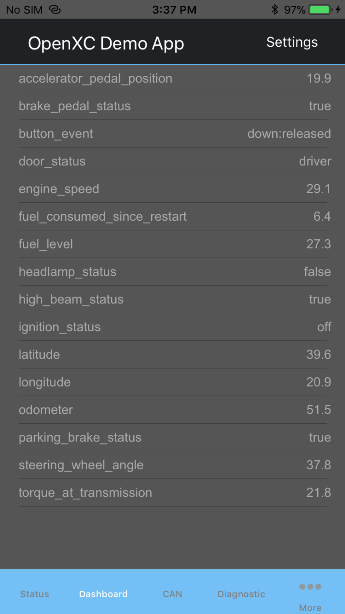 No SIM 3:37 PM 97%
OpenXC Demo App Settings
accelerator_pedal_position 19.9
brake_pedal_status true
button_event down:released
door_status driver
engine_speed 29.1
fuel_consumed_since_restart 6.4
fuel_level 27.3
headlamp_status false
high_beam_status true
ignition_status off
latitude 39.6
longitude 20.9
odometer 51.5
parking_brake_status true
steering_wheel_angle 37.8
torque_at_transmission 21.8
Status Dashboard CAN Diagnostic More